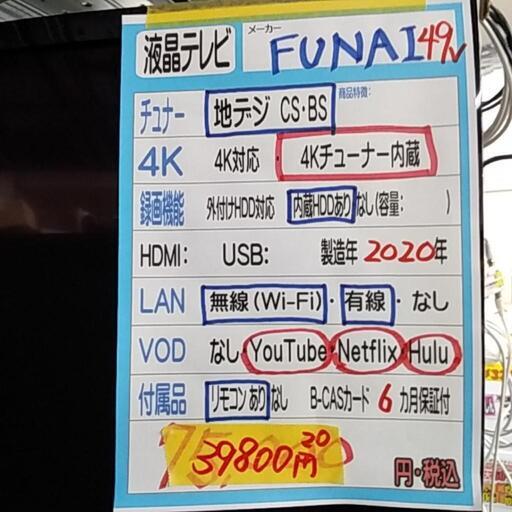 液晶テレビ メーカー FUNAI 49v
チュナー 地デジ CS・BS 商品特徴:
4K 4K対応 ・ 4Kチューナー内蔵
録画機能 外付けHDD対応 内蔵HDDあり なし(容量: )
HDMI: USB: 製造年 2020年
LAN 無線(Wi-Fi)・有線・なし
VOD なし・YouTube・Netflix・Hulu
付属品 リモコン あり なし B-CASカード 6カ月保証付
39800円 円・税込